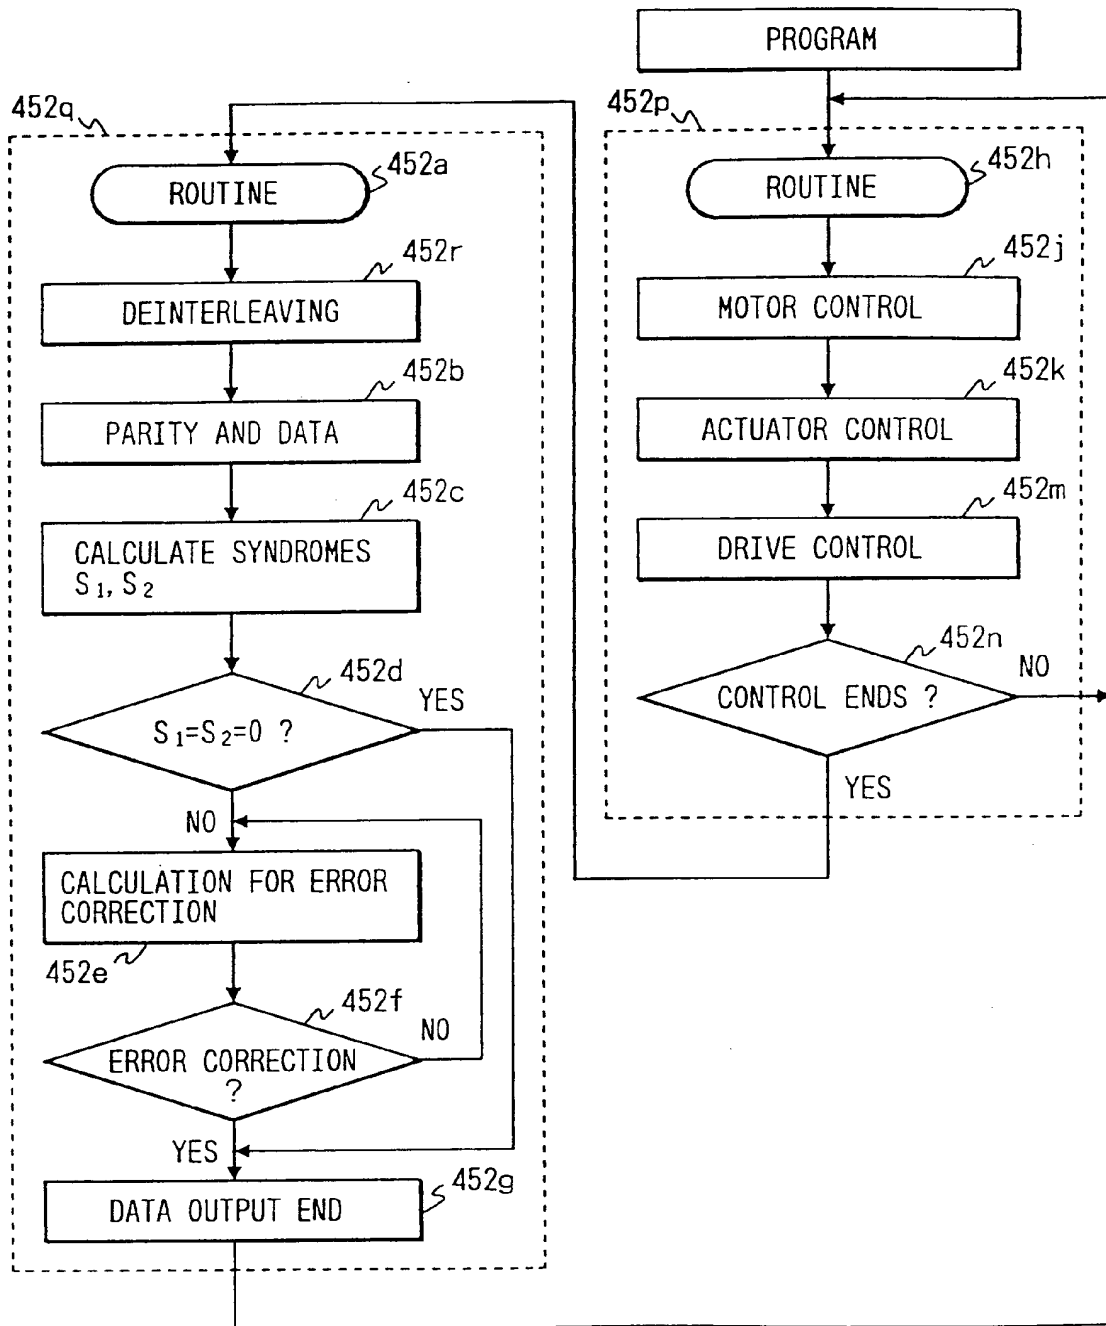 PROGRAM
452q
452p
ROUTINE
452a
ROUTINE
452h
452r
DEINTERLEAVING
452j
MOTOR CONTROL
452b
PARITY AND DATA
452k
ACTUATOR CONTROL
452c
CALCULATE SYNDROMES
S1, S2
452m
DRIVE CONTROL
452d
S1=S2=0 ?
YES
452n
CONTROL ENDS ?
NO
YES
NO
CALCULATION FOR ERROR
CORRECTION
452e
452f
ERROR CORRECTION
?
NO
YES
452g
DATA OUTPUT END